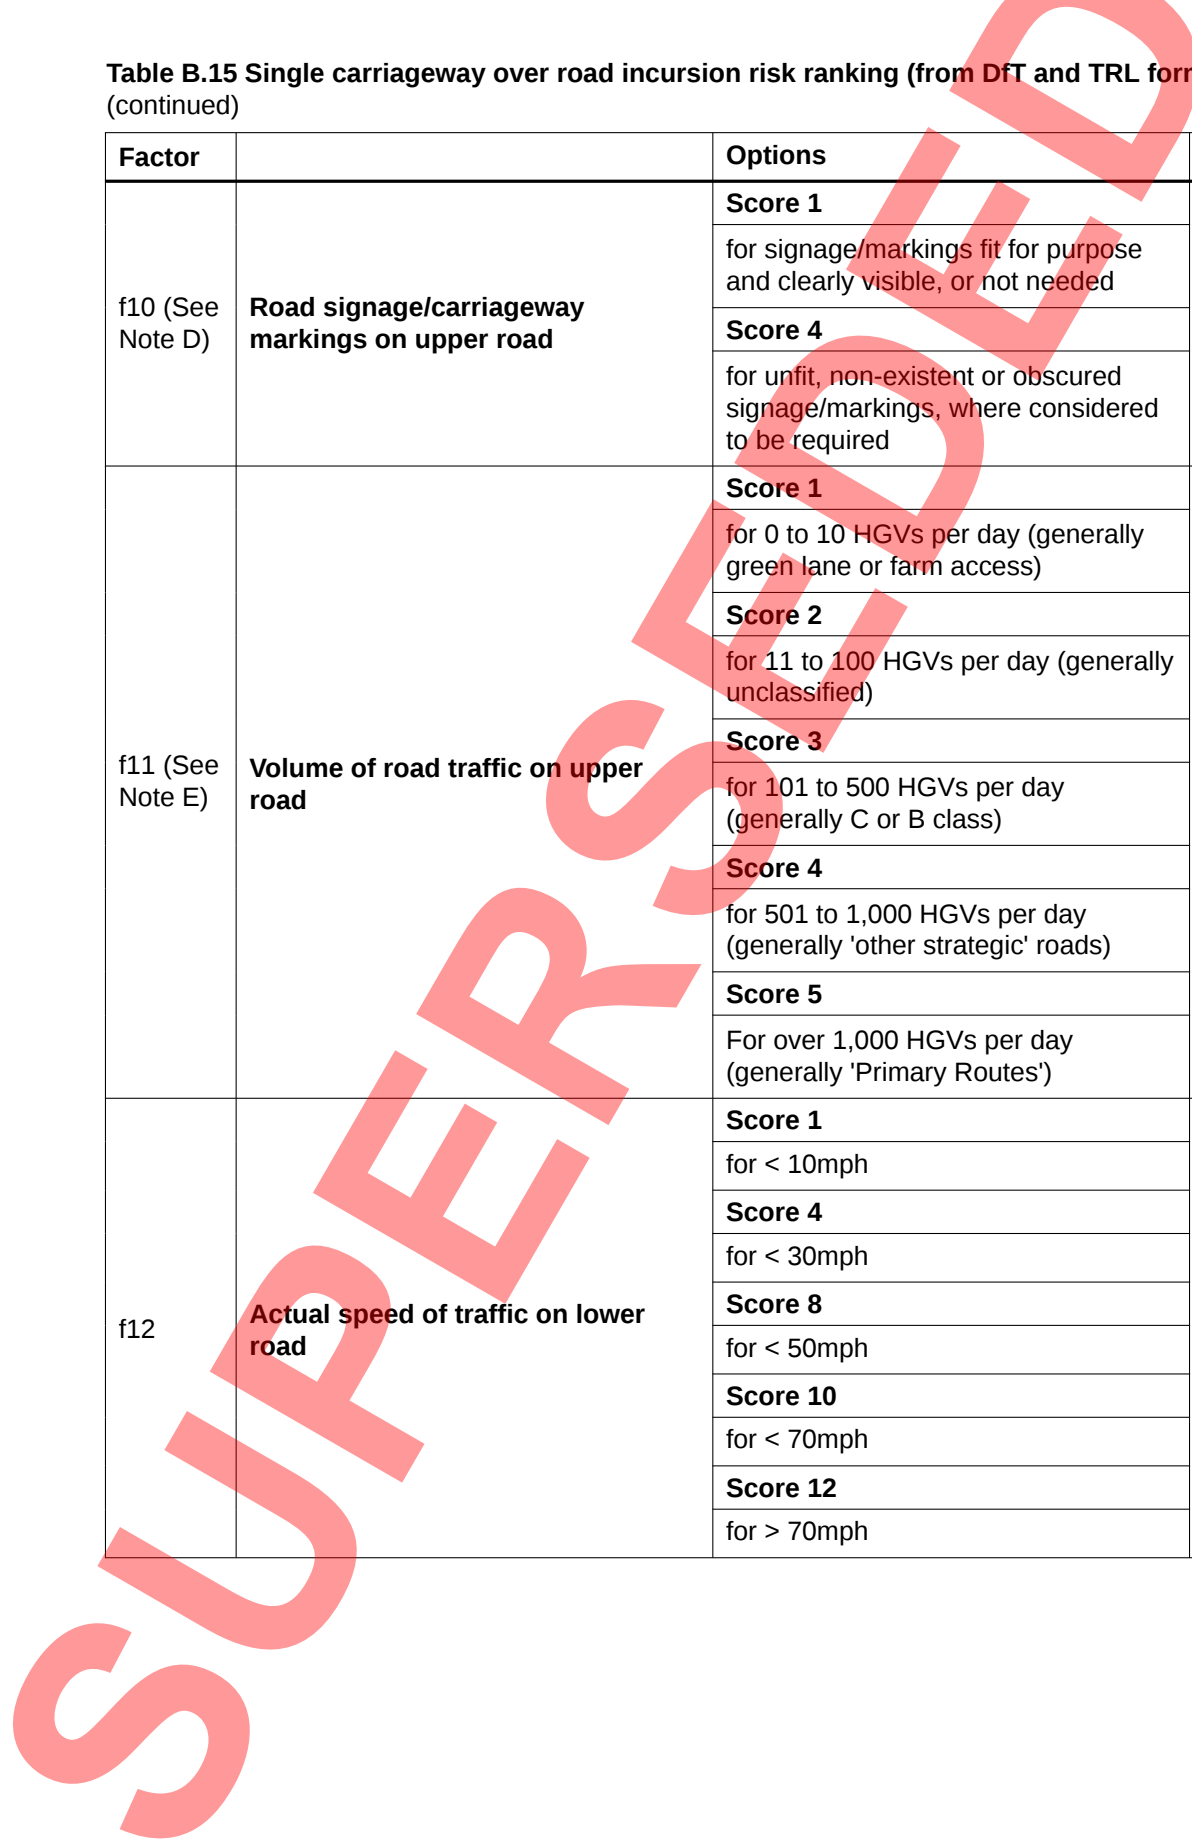 Table B.15 Single carriageway over road incursion risk ranking (from DfT and TRL
(continued)
Factor
Options
f10 (See
Note D)
Road signage/carriageway
markings on upper road
Score 1
for signage/markings fit for purpose
and clearly visible, or not needed
Score 4
for unfit, non-existent or obscured
signage/markings, where considered
to be required
f11 (See
Note E)
Volume of road traffic on upper
road
Score 1
for 0 to 10 HGVs per day (generally
green lane or farm access)
Score 2
for 11 to 100 HGVs per day (generally
unclassified)
Score 3
for 101 to 500 HGVs per day
(generally C or B class)
Score 4
for 501 to 1,000 HGVs per day
(generally 'other strategic' roads)
Score 5
For over 1,000 HGVs per day
(generally 'Primary Routes')
f12
Actual speed of traffic on lower
road
Score 1
for < 10mph
Score 4
for < 30mph
Score 8
for < 50mph
Score 10
for < 70mph
Score 12
for > 70mph
SUPERSEDED